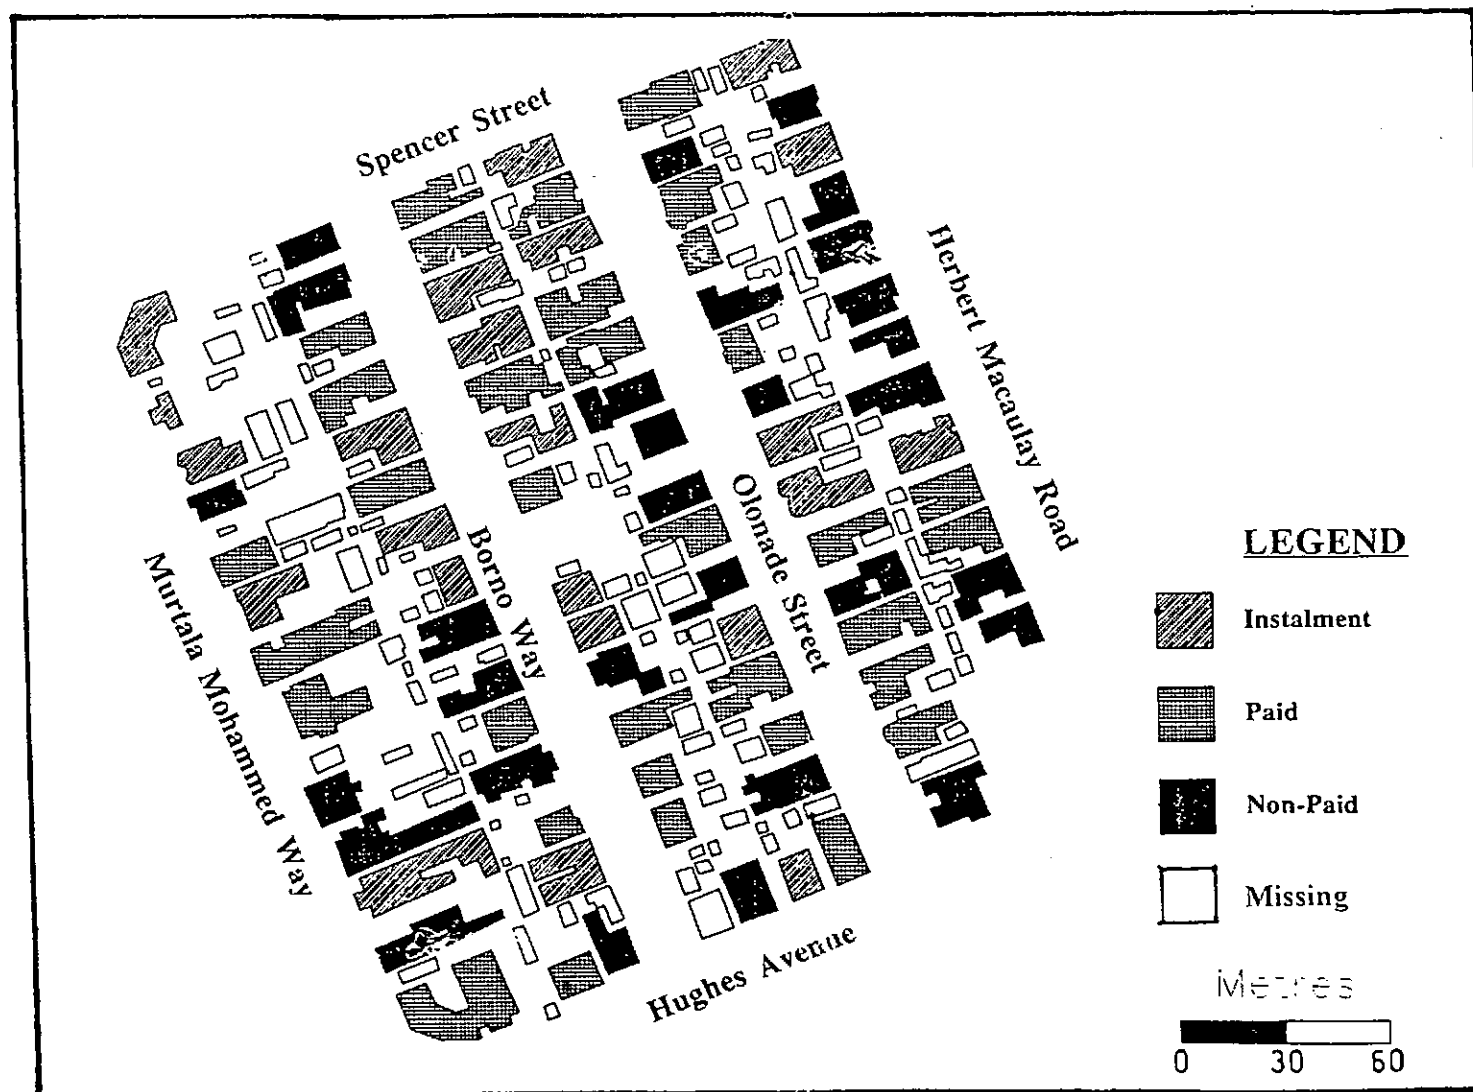 Spencer Street
Herbert Macaulay Road
Borno Way
Olonade Street
Murtala Mohammed Way
Hughes Avenue
LEGEND
Instalment
Paid
Non-Paid
Missing
Metres
0 30 60